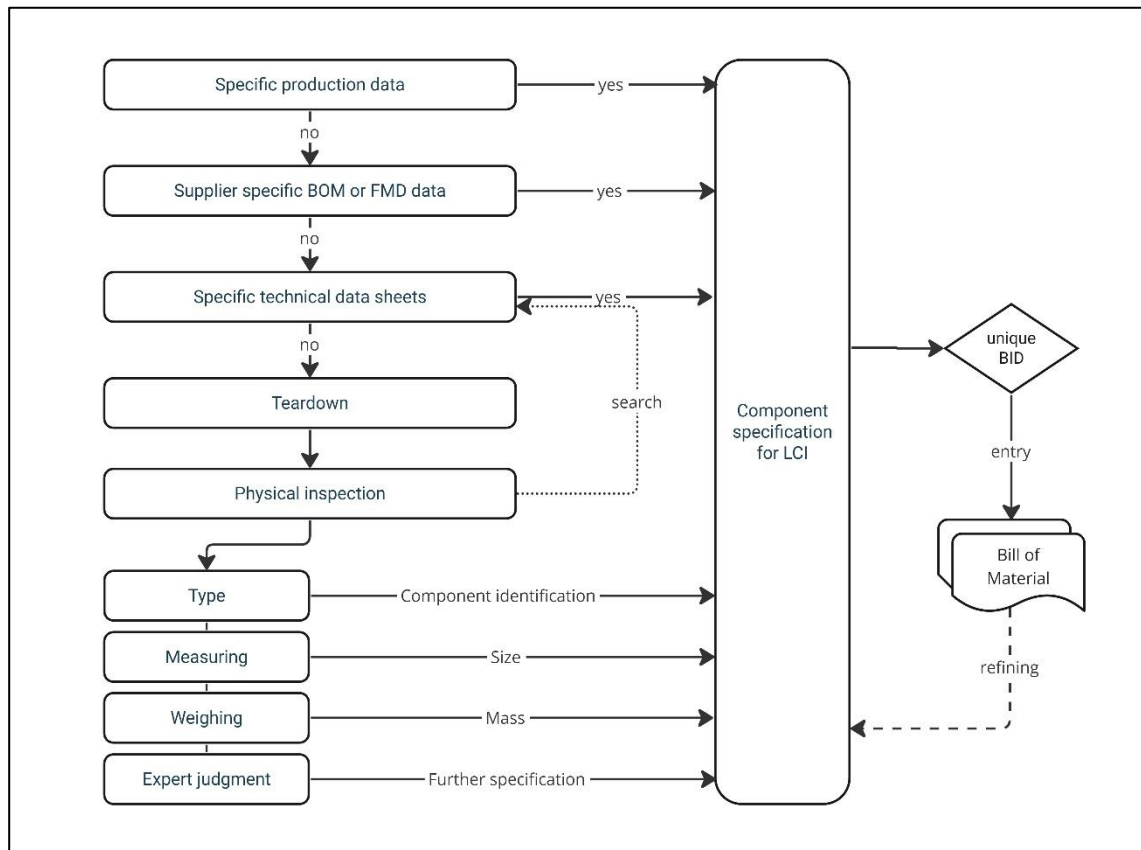 Specific production data
yes
no
Supplier specific BOM or FMD data
yes
no
Specific technical data sheets
yes
no
Teardown
search
Physical inspection
Type
Component identification
Measuring
Size
Weighing
Mass
Expert judgment
Further specification
Component
specification
for LCI
unique
BID
entry
Bill of
Material
refining